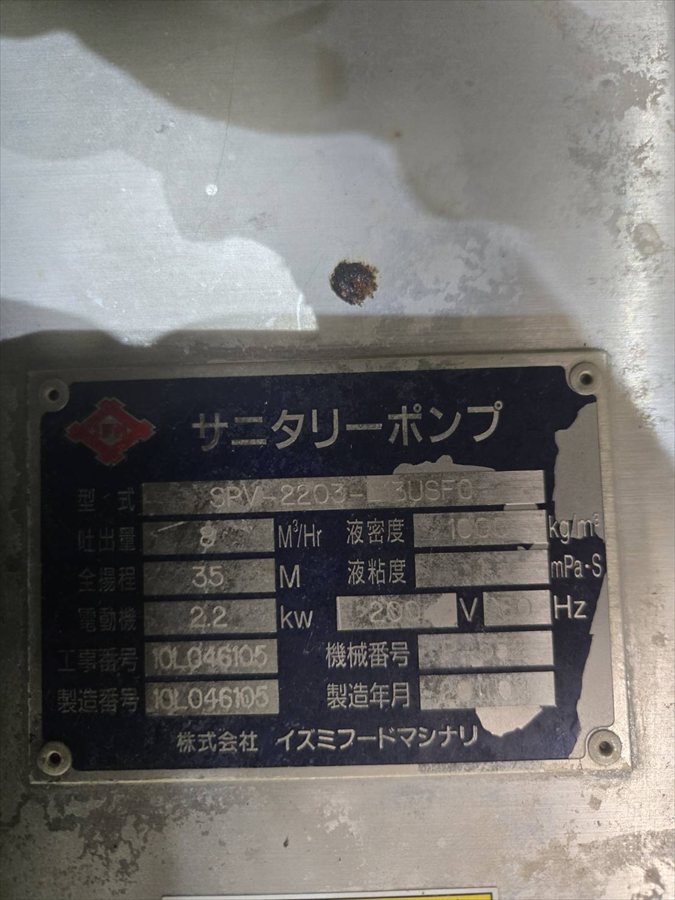 サニタリーポンプ
型式 SPV-2203-
吐出量 8 M³/Hr 液密度 kg/m³
全揚程 35 M 液粘度 mPa·S
電動機 2.2 kw 200 V Hz
工事番号 10L046105 機械番号
製造番号 10L046105 製造年月
株式会社 イズミフードマシナリ